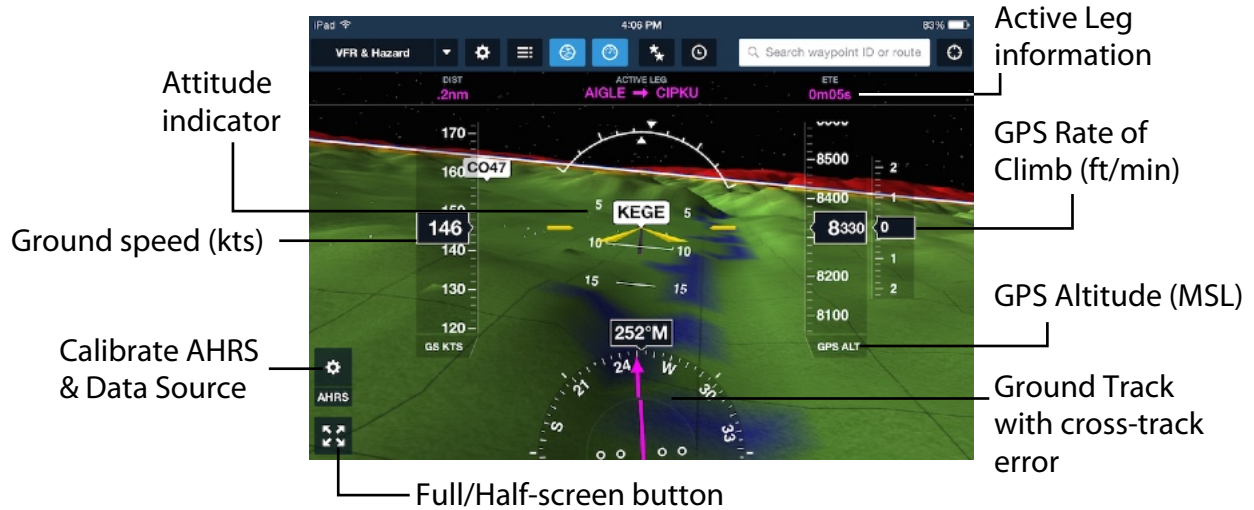 iPad
4:06 PM
83%
VFR & Hazard
Search waypoint ID or route
DIST
.2nm
ACTIVE LEG
AIGLE ➡ CIPKU
ETE
0m05s
Active Leg
information
Attitude
indicator
GPS Rate of
Climb (ft/min)
Ground speed (kts)
GPS Altitude (MSL)
Calibrate AHRS
& Data Source
Ground Track
with cross-track
error
Full/Half-screen button
170
160
146
140
130
120
GS KTS
CO47
KEGE
5
5
10
10
15
15
8500
8400
8330
8200
8100
GPS ALT
2
1
0
1
2
252°M
S
21
24
W
30
33
AHRS